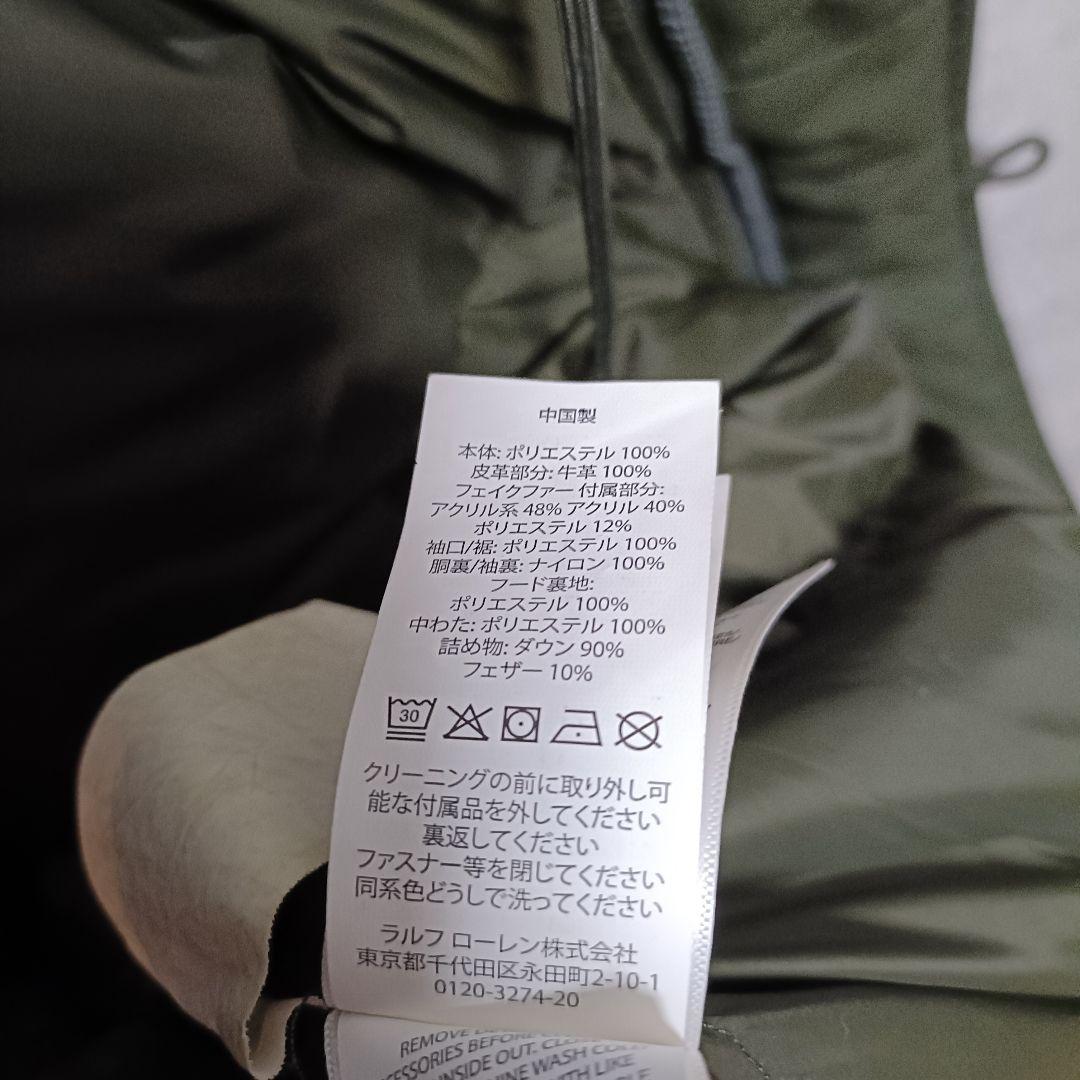 中国製
本体: ポリエステル 100%
皮革部分: 牛革 100%
フェイクファー 付属部分:
アクリル系 48% アクリル 40%
ポリエステル 12%
袖口/裾: ポリエステル 100%
胴裏/袖裏: ナイロン 100%
フード裏地:
ポリエステル 100%
中わた: ポリエステル 100%
詰め物: ダウン 90%
フェザー 10%
30
クリーニングの前に取り外し可
能な付属品を外してください
裏返してください
ファスナー等を閉じてください
同系色どうしで洗ってください
ラルフ ローレン株式会社
東京都千代田区永田町2-10-1
0120-3274-20
REMOVE
BEFORE
INSIDE OUT.
WASH
WITH LIKE